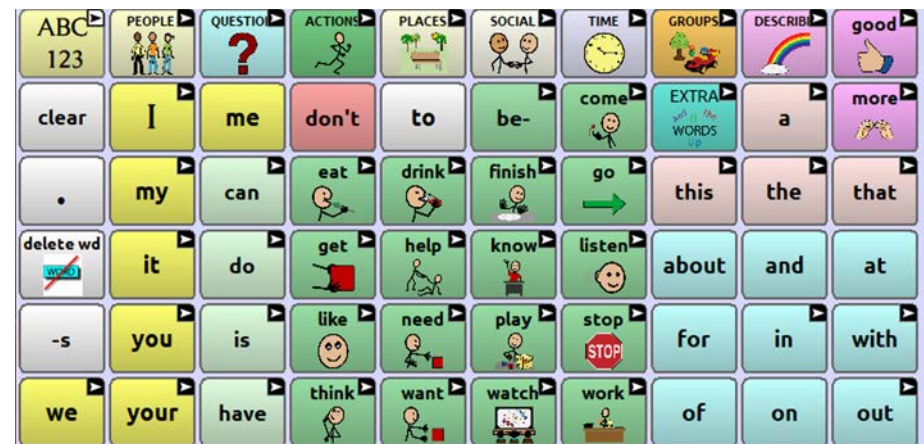 ABC PEOPLE QUESTION ACTIONS PLACES SOCIAL TIME GROUPS DESCRIBE good
123
clear I me don't to be- come EXTRA WORDS Up a more
. my can eat drink finish go this the that
delete wd WORD it do get help know listen about and at
-s you is like need play stop STOP for in with
we your have think want watch work of on out